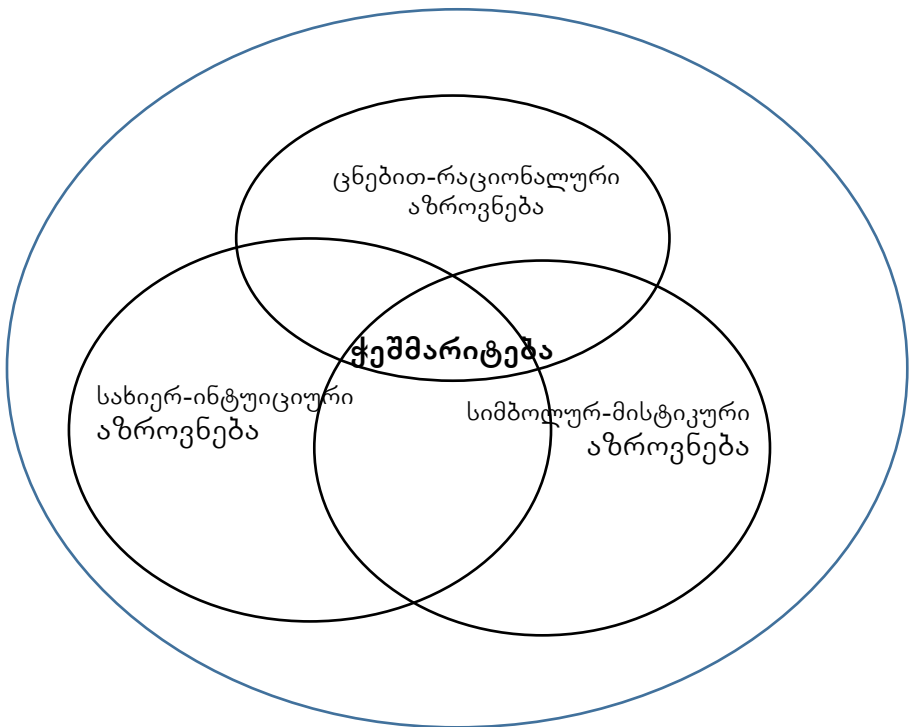 ცნებით-რაციონალური
აზროვნება
ჭეშმარიტება
სახიერ-ინტუიციური
აზროვნება
სიმბოლურ-მისტიკური
აზროვნება